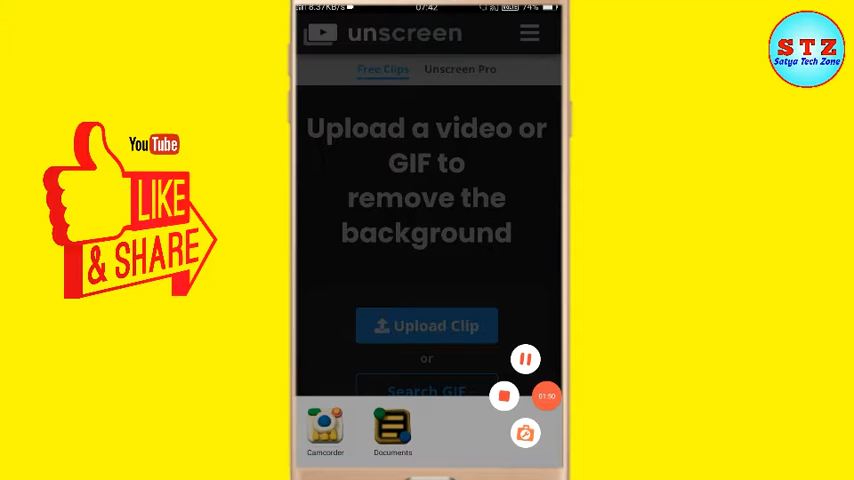 8.37KB/s 07:42 74%
unscreen
Free Clips Unscreen Pro
Upload a video or
GIF to
remove the
background
Upload Clip
or
Search GIF
01:50
Camcorder Documents
YouTube
LIKE
& SHARE
STZ
Satya Tech Zone